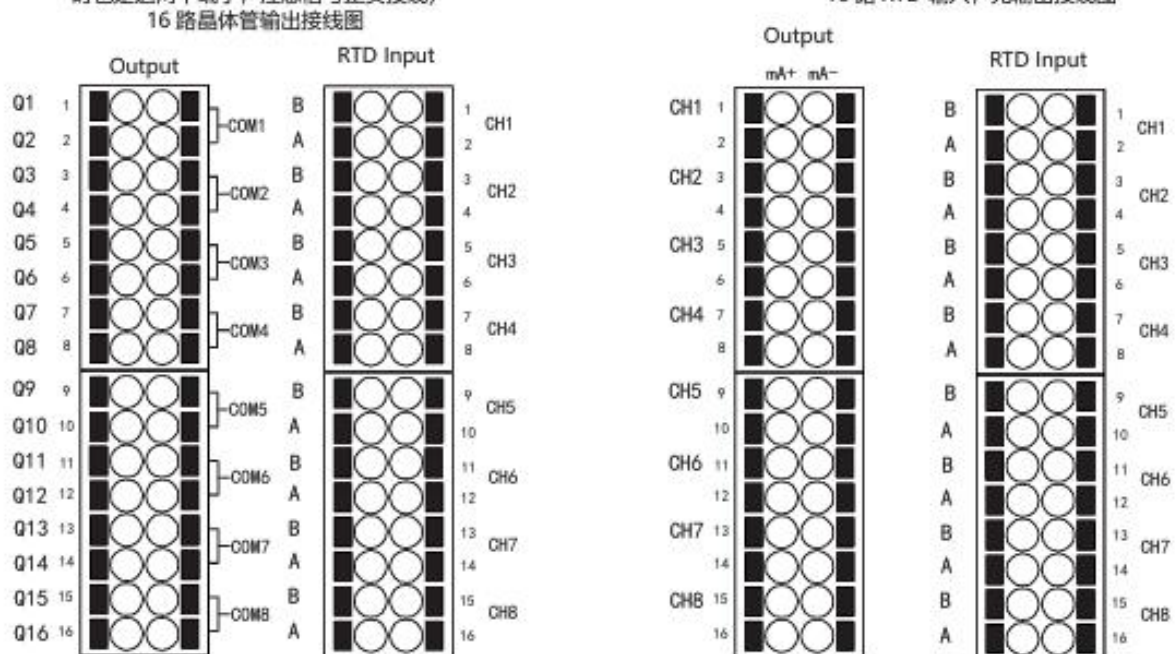 16 路晶体管输出接线图
Output
RTD Input
Q1 1 COM1
Q2 2
Q3 3 COM2
Q4 4
Q5 5 COM3
Q6 6
Q7 7 COM4
Q8 8
Q9 9 COM5
Q10 10
Q11 11 COM6
Q12 12
Q13 13 COM7
Q14 14
Q15 15 COM8
Q16 16
B 1 CH1
A 2
B 3 CH2
A 4
B 5 CH3
A 6
B 7 CH4
A 8
B 9 CH5
A 10
B 11 CH6
A 12
B 13 CH7
A 14
B 15 CH8
A 16
Output
mA+ mA-
RTD Input
CH1 1
2
CH2 3
4
CH3 5
6
CH4 7
8
CH5 9
10
CH6 11
12
CH7 13
14
CH8 15
16
B 1 CH1
A 2
B 3 CH2
A 4
B 5 CH3
A 6
B 7 CH4
A 8
B 9 CH5
A 10
B 11 CH6
A 12
B 13 CH7
A 14
B 15 CH8
A 16